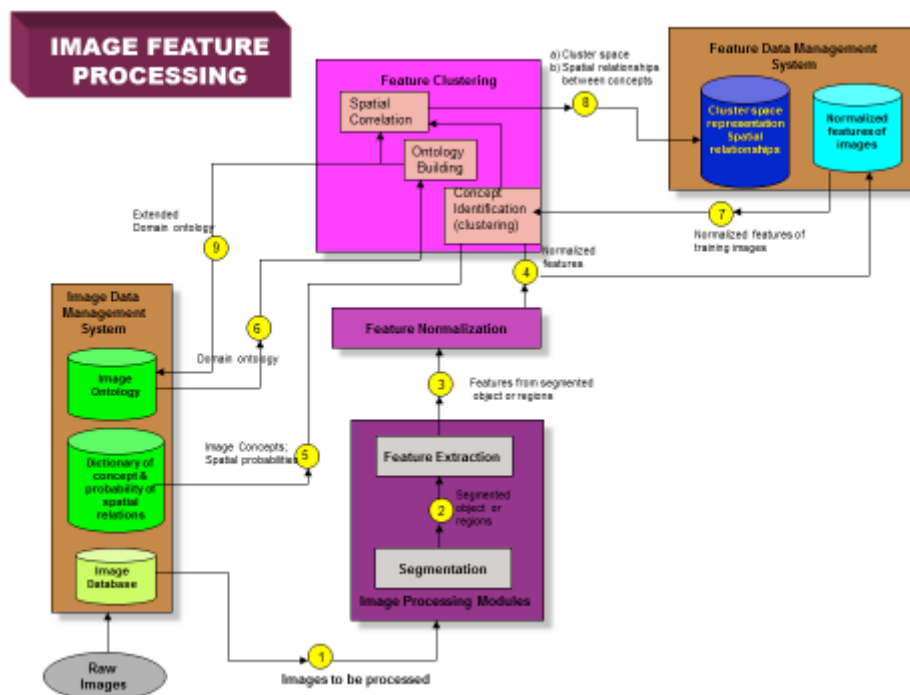 IMAGE FEATURE
PROCESSING
a) Cluster space
b) Spatial relationships
between concepts
8
Feature Data Management
System
Cluster space
representation
Spatial
relationships
Normalized
features of
images
Feature Clustering
Spatial
Correlation
Ontology
Building
Concept
Identification
(clustering)
7
Normalized features of
training images
Extended
Domain ontology
9
Normalized
features
4
Image Data
Management
System
6
Domain ontology
Feature Normalization
Image
Ontology
3
Features from segmented
object or regions
Dictionary of
concept &
probability of
spatial
relations
Image Concepts;
Spatial probabilities
5
Feature Extraction
2
Segmented
object or
regions
Image
Database
Segmentation
Image Processing Modules
1
Images to be processed
Raw
Images